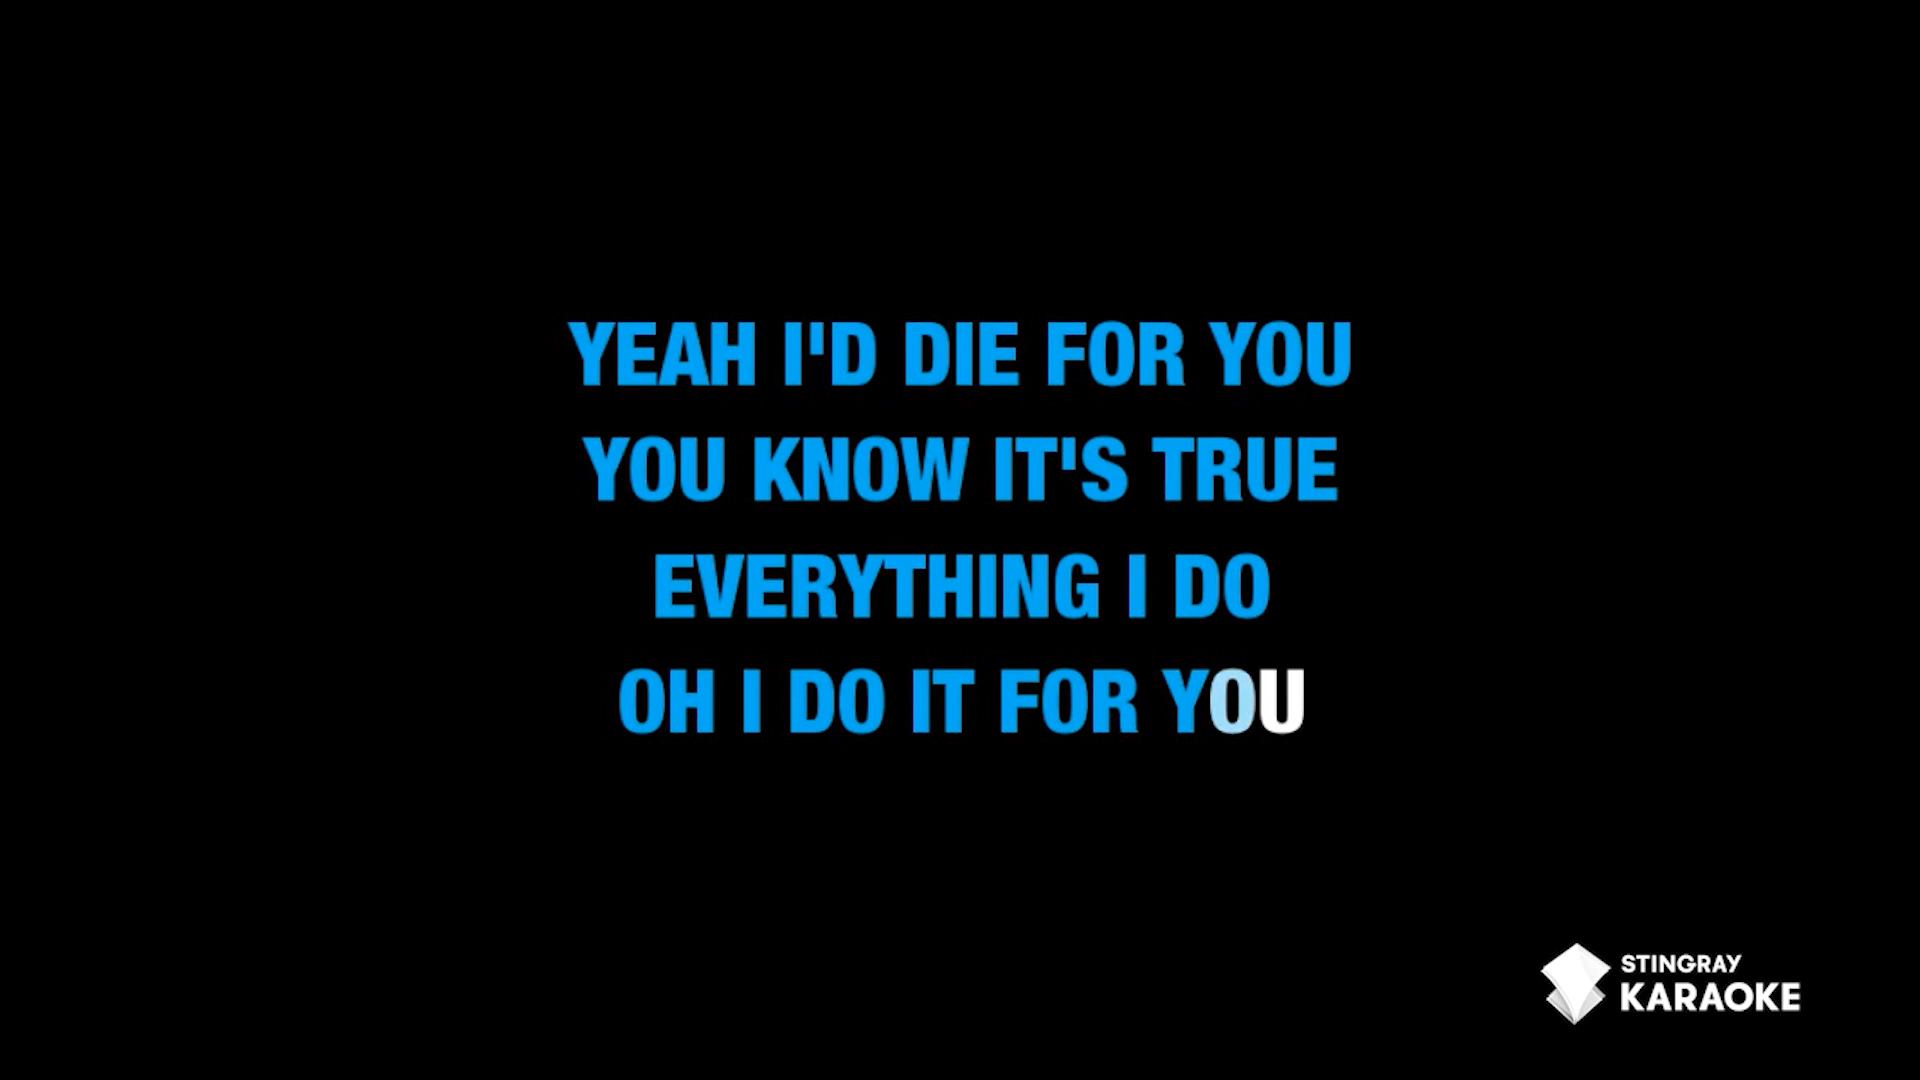 YEAH I'D DIE FOR YOU
YOU KNOW IT'S TRUE
EVERYTHING I DO
OH I DO IT FOR YOU
STINGRAY
KARAOKE